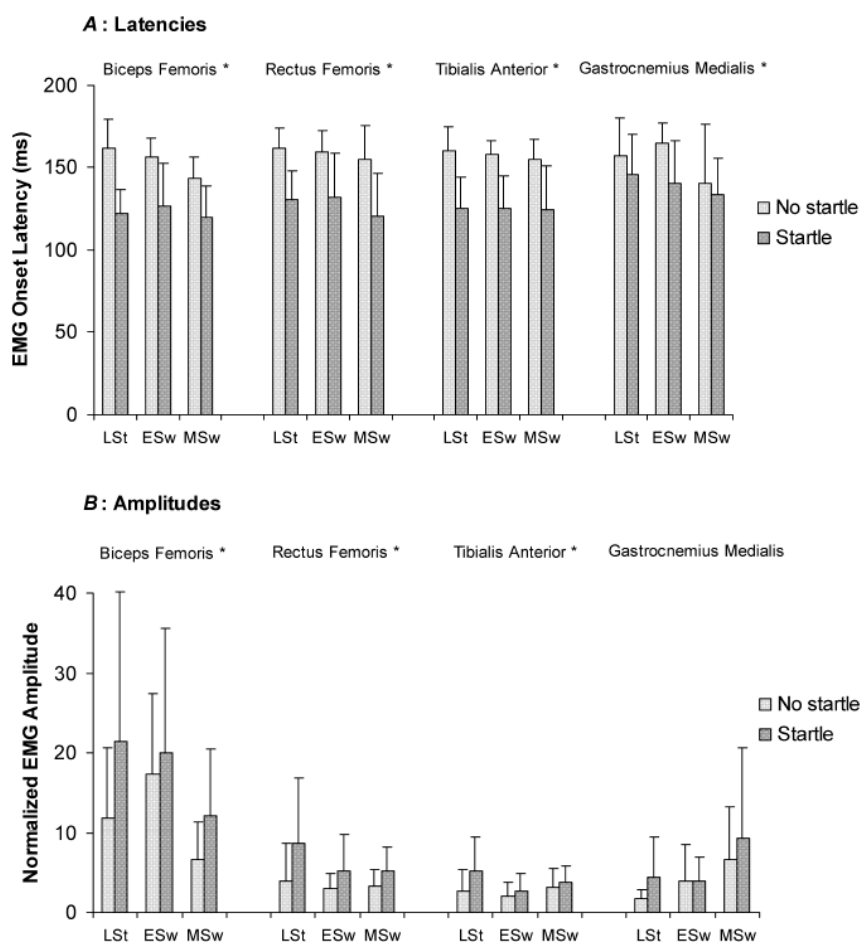 A: Latencies
Biceps Femoris * Rectus Femoris * Tibialis Anterior * Gastrocnemius Medialis *
200
150
100
50
0
EMG Onset Latency (ms)
No startle
Startle
LSt ESw MSw LSt ESw MSw LSt ESw MSw LSt ESw MSw
B: Amplitudes
Biceps Femoris * Rectus Femoris * Tibialis Anterior * Gastrocnemius Medialis
40
30
20
10
0
Normalized EMG Amplitude
No startle
Startle
LSt ESw MSw LSt ESw MSw LSt ESw MSw LSt ESw MSw